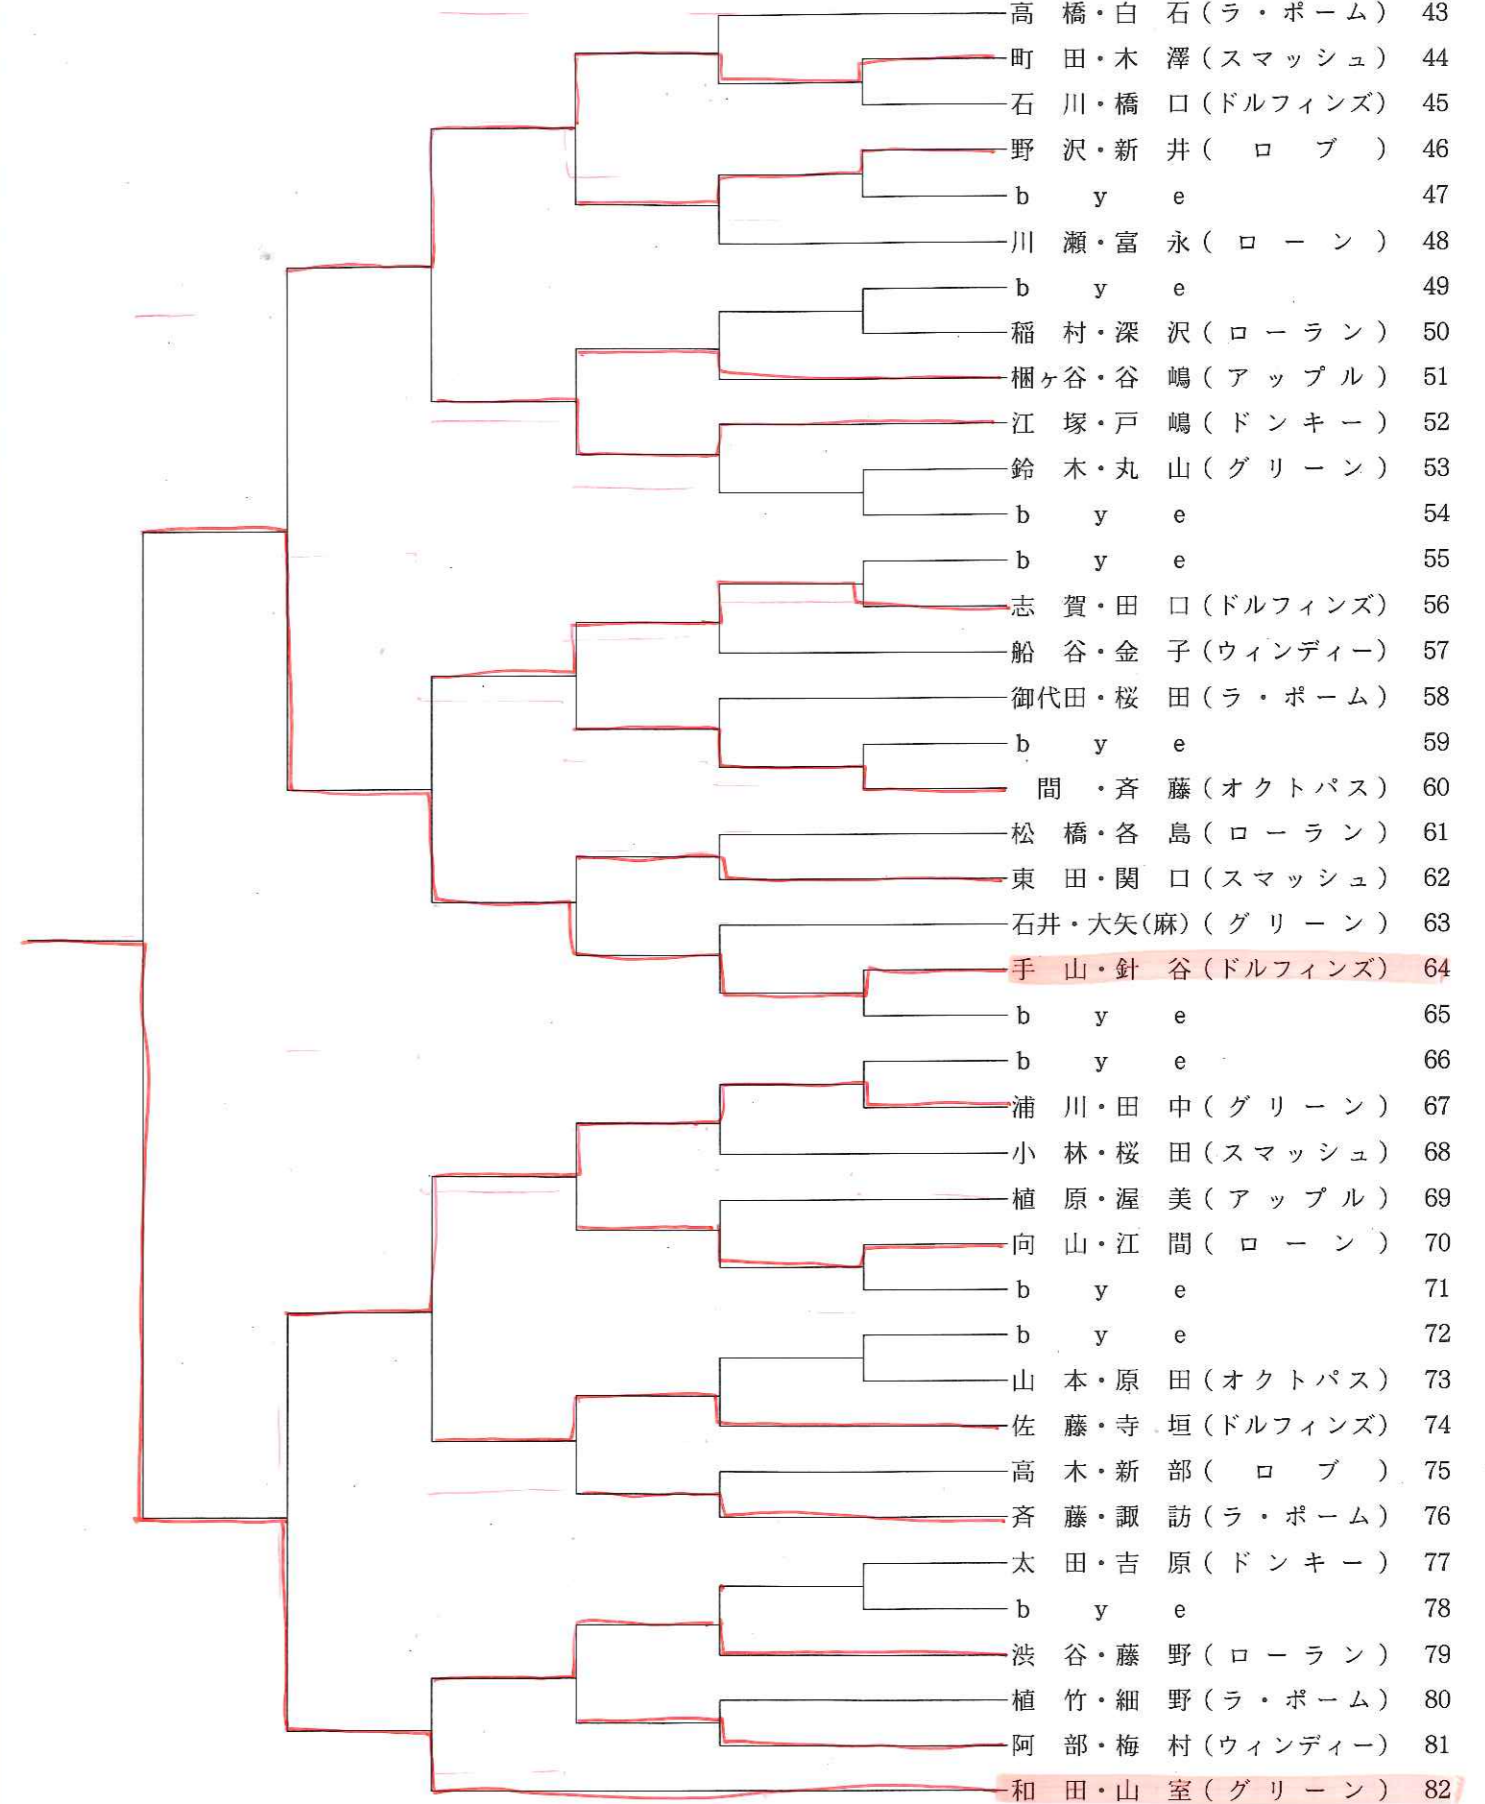 高橋・白石(ラ・ポーム) 43
町田・木澤(スマッシュ) 44
石川・橋口(ドルフィンズ) 45
野沢・新井(ロブ) 46
bye 47
川瀬・富永(ローン) 48
bye 49
稲村・深沢(ローラン) 50
梱ヶ谷・谷嶋(アップル) 51
江塚・戸嶋(ドンキー) 52
鈴木・丸山(グリーン) 53
bye 54
bye 55
志賀・田口(ドルフィンズ) 56
船谷・金子(ウィンディー) 57
御代田・桜田(ラ・ポーム) 58
bye 59
間・斉藤(オクトパス) 60
松橋・各島(ローラン) 61
東田・関口(スマッシュ) 62
石井・大矢(麻)(グリーン) 63
手山・針谷(ドルフィンズ) 64
bye 65
bye 66
浦川・田中(グリーン) 67
小林・桜田(スマッシュ) 68
植原・渥美(アップル) 69
向山・江間(ローン) 70
bye 71
bye 72
山本・原田(オクトパス) 73
佐藤・寺垣(ドルフィンズ) 74
高木・新部(ロブ) 75
斉藤・諏訪(ラ・ポーム) 76
太田・吉原(ドンキー) 77
bye 78
渋谷・藤野(ローラン) 79
植竹・細野(ラ・ポーム) 80
阿部・梅村(ウィンディー) 81
和田・山室(グリーン) 82